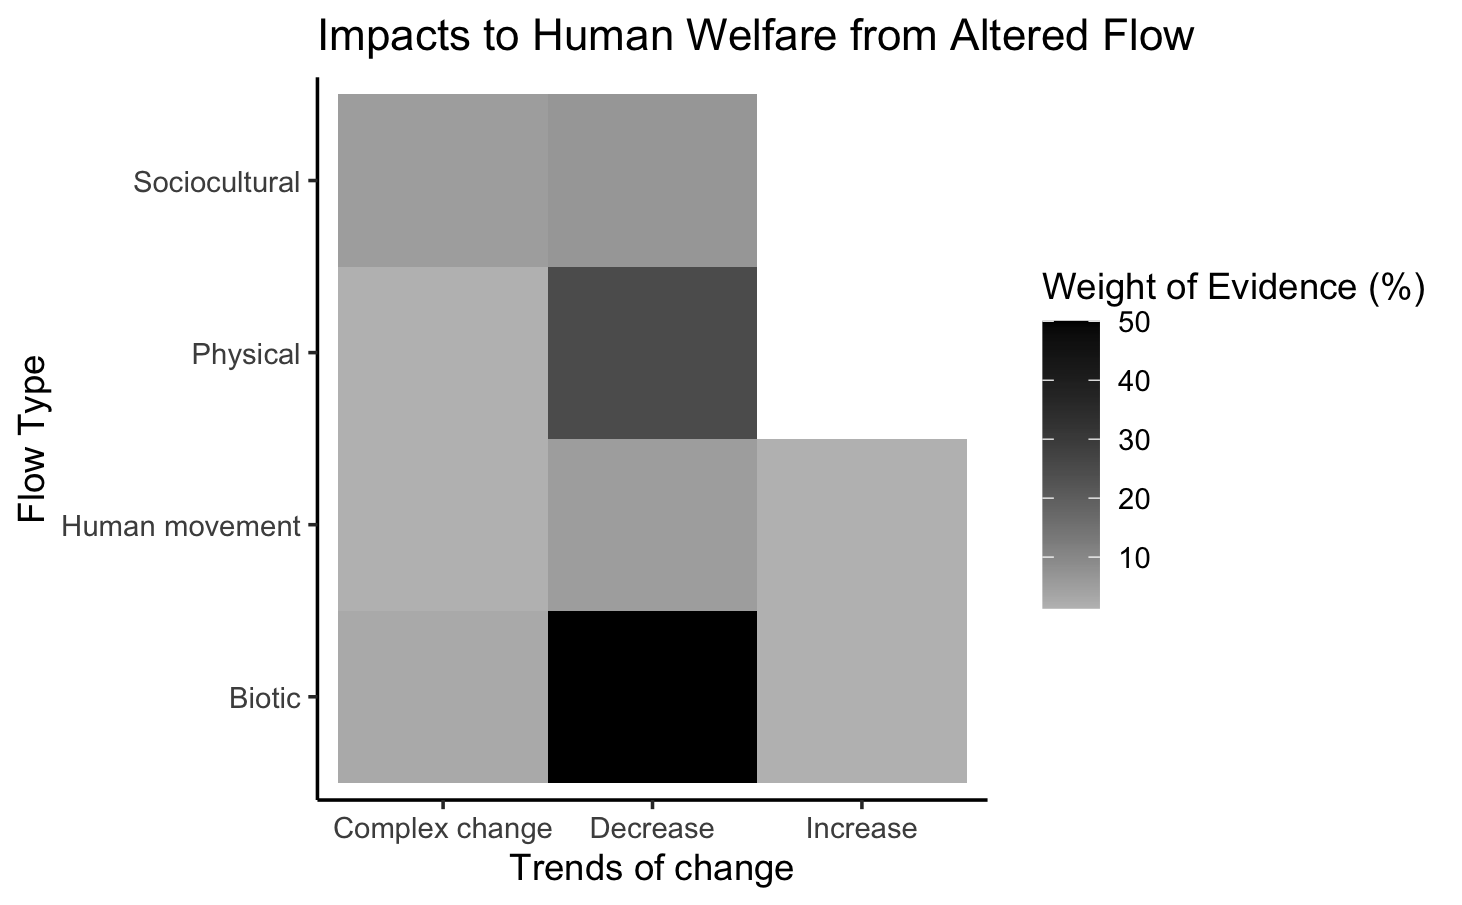 Impacts to Human Welfare from Altered Flow
Flow Type
Sociocultural
Physical
Human movement
Biotic
Complex change
Decrease
Increase
Trends of change
Weight of Evidence (%)
50
40
30
20
10